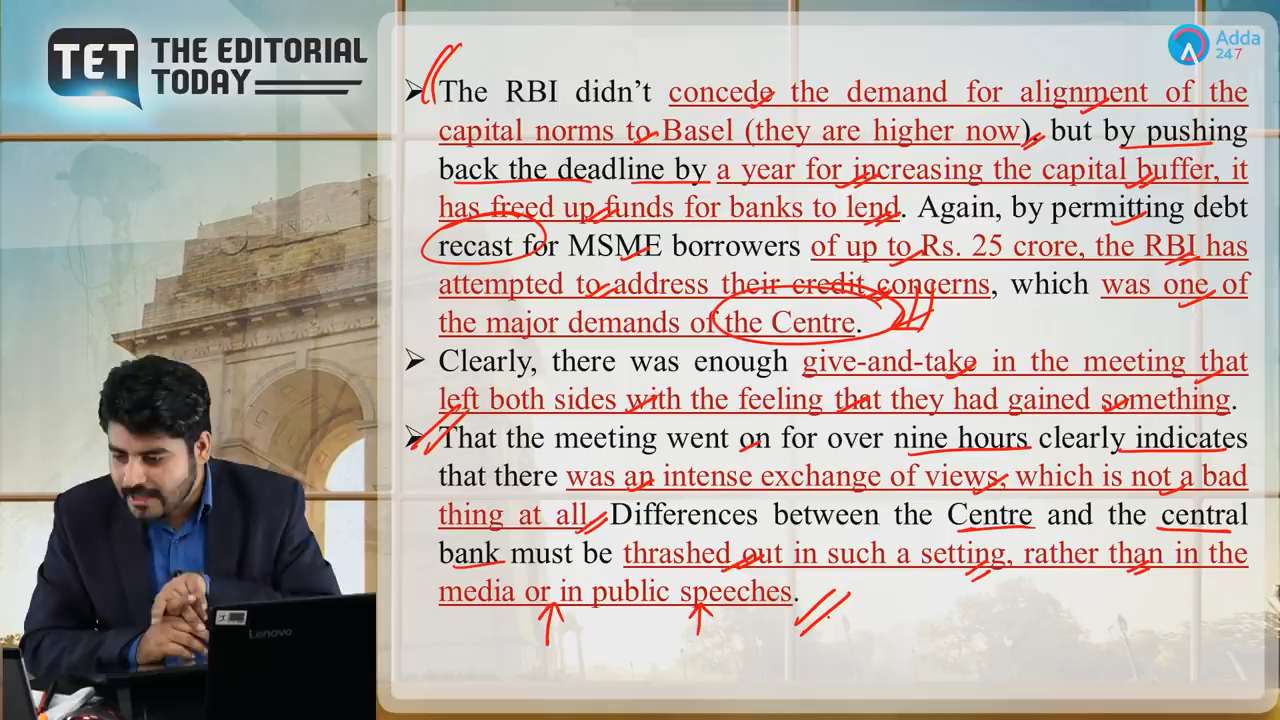 TET
THE EDITORIAL
TODAY
Adda
247
➤ The RBI didn't concede the demand for alignment of the
capital norms to Basel (they are higher now), but by pushing
back the deadline by a year for increasing the capital buffer, it
has freed up funds for banks to lend. Again, by permitting debt
recast for MSME borrowers of up to Rs. 25 crore, the RBI has
attempted to address their credit concerns, which was one of
the major demands of the Centre.
➤ Clearly, there was enough give-and-take in the meeting that
left both sides with the feeling that they had gained something.
➤ That the meeting went on for over nine hours clearly indicates
that there was an intense exchange of views, which is not a bad
thing at all. Differences between the Centre and the central
bank must be thrashed out in such a setting, rather than in the
media or in public speeches.
Lenovo
INDIA